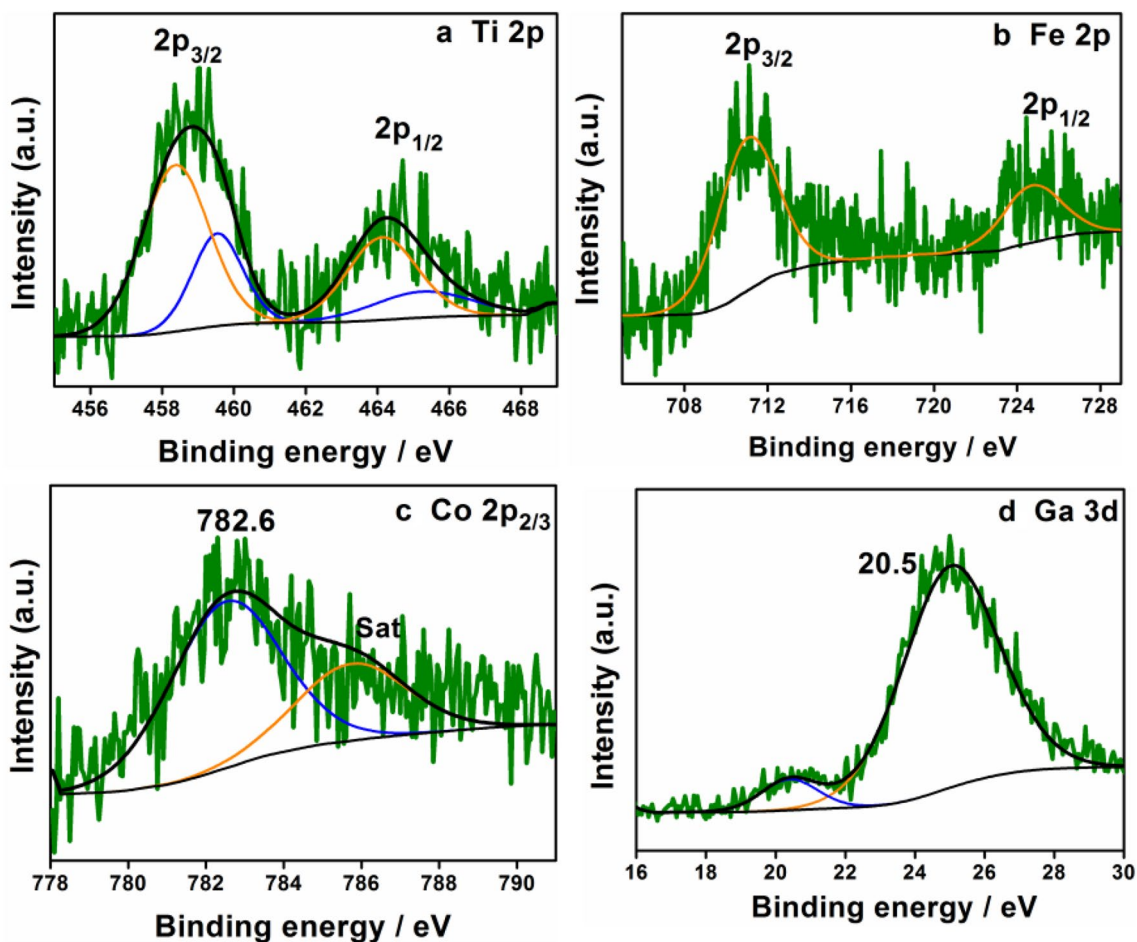 a Ti 2p
2p3/2
2p1/2
Intensity (a.u.)
456 458 460 462 464 466 468
Binding energy / eV
b Fe 2p
2p3/2
2p1/2
Intensity (a.u.)
708 712 716 720 724 728
Binding energy / eV
c Co 2p2/3
782.6
Sat
Intensity (a.u.)
778 780 782 784 786 788 790
Binding energy / eV
d Ga 3d
20.5
Intensity (a.u.)
16 18 20 22 24 26 28 30
Binding energy / eV